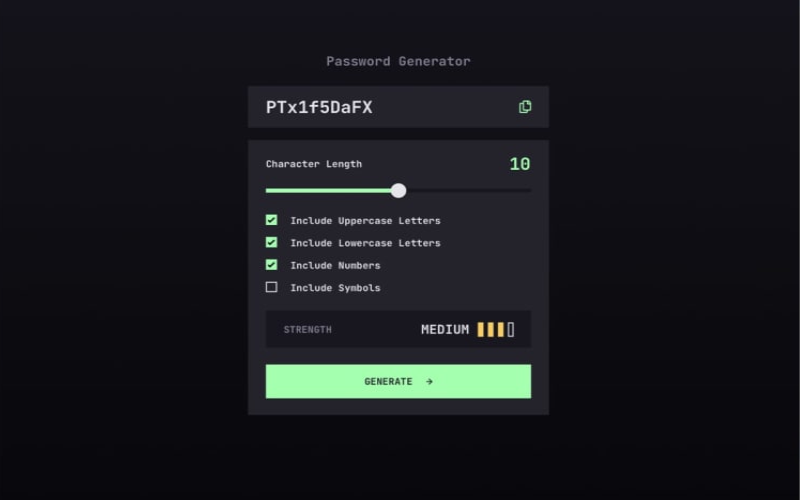 Password Generator
PTx1f5DaFX
Character Length 10
Include Uppercase Letters
Include Lowercase Letters
Include Numbers
Include Symbols
STRENGTH MEDIUM
GENERATE →